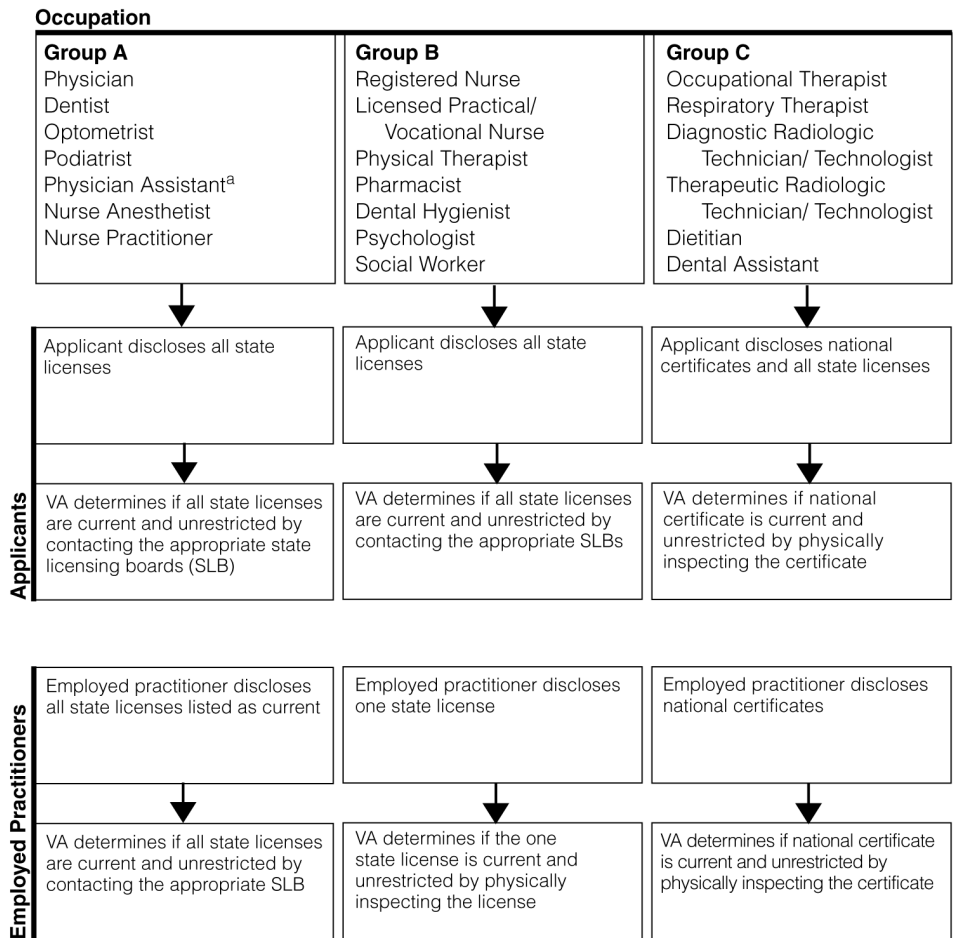 Occupation
Group A
Physician
Dentist
Optometrist
Podiatrist
Physician Assistantᵃ
Nurse Anesthetist
Nurse Practitioner
Group B
Registered Nurse
Licensed Practical/
Vocational Nurse
Physical Therapist
Pharmacist
Dental Hygienist
Psychologist
Social Worker
Group C
Occupational Therapist
Respiratory Therapist
Diagnostic Radiologic
Technician/ Technologist
Therapeutic Radiologic
Technician/ Technologist
Dietitian
Dental Assistant
Applicants
Applicant discloses all state
licenses
Applicant discloses all state
licenses
Applicant discloses national
certificates and all state licenses
VA determines if all state licenses
are current and unrestricted by
contacting the appropriate state
licensing boards (SLB)
VA determines if all state licenses
are current and unrestricted by
contacting the appropriate SLBs
VA determines if national
certificate is current and
unrestricted by physically
inspecting the certificate
Employed Practitioners
Employed practitioner discloses
all state licenses listed as current
Employed practitioner discloses
one state license
Employed practitioner discloses
national certificates
VA determines if all state licenses
are current and unrestricted by
contacting the appropriate SLB
VA determines if the one
state license is current and
unrestricted by physically
inspecting the license
VA determines if national certificate
is current and unrestricted by
physically inspecting the certificate